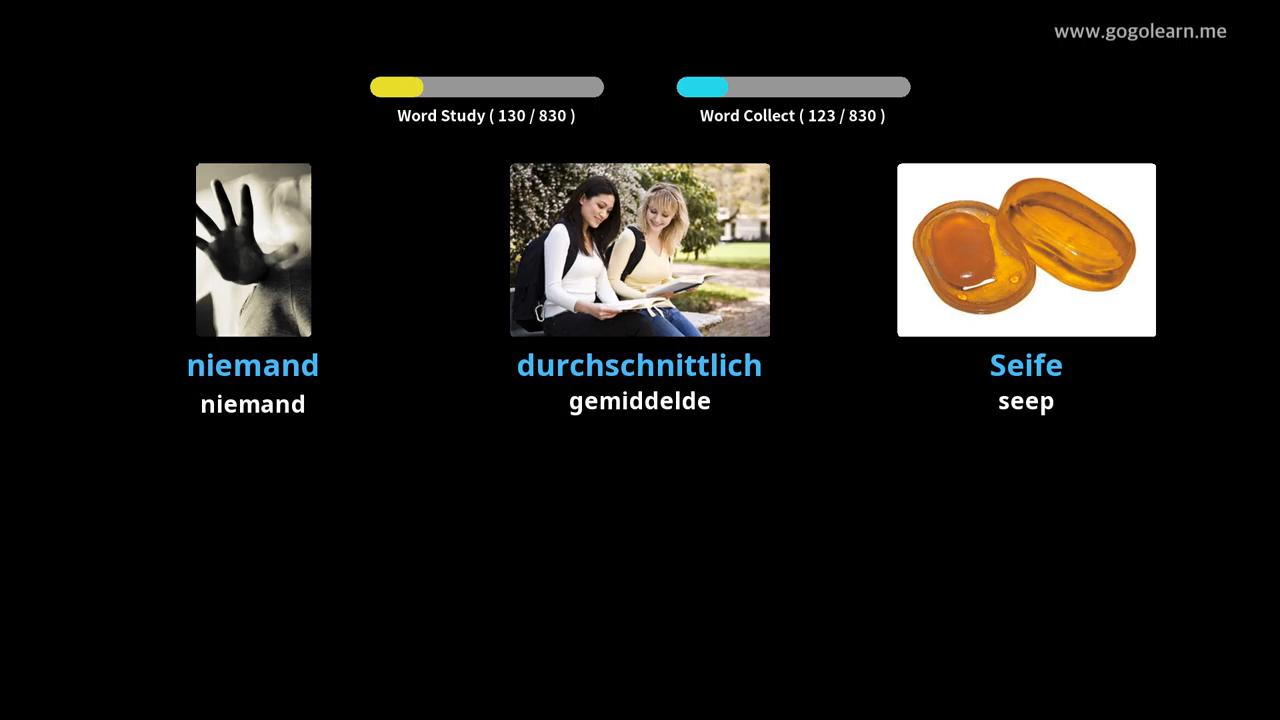 www.gogolearn.me
Word Study ( 130 / 830 )
Word Collect ( 123 / 830 )
niemand
niemand
durchschnittlich
gemiddelde
Seife
seep